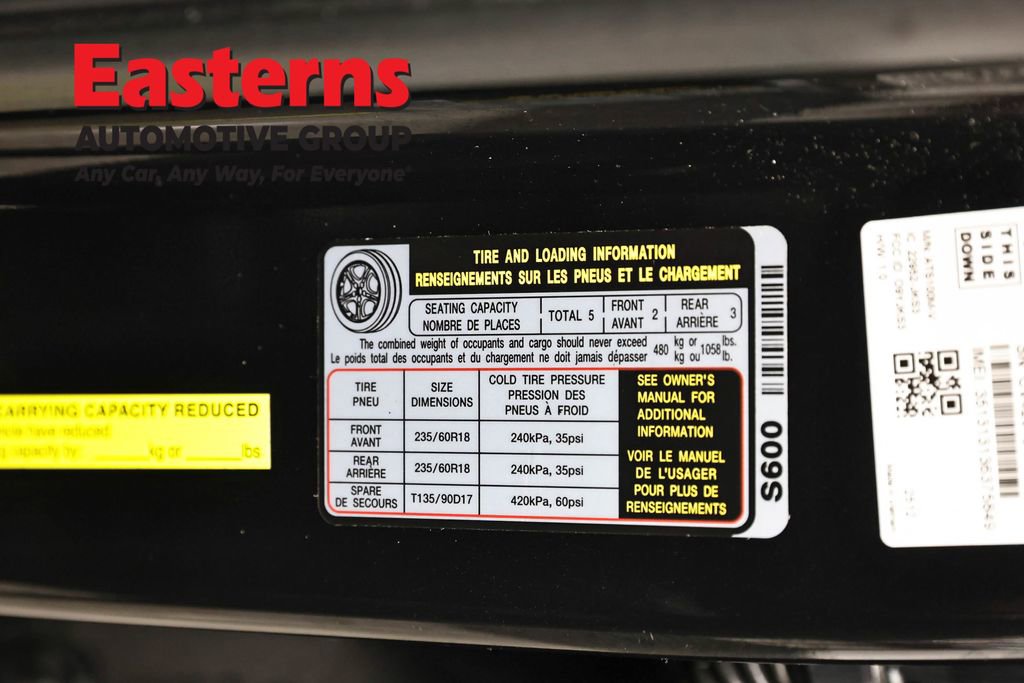 Easterns
AUTOMOTIVE GROUP
Any Car, Any Way, For Everyone
TIRE AND LOADING INFORMATION
RENSEIGNEMENTS SUR LES PNEUS ET LE CHARGEMENT
SEATING CAPACITY
NOMBRE DE PLACES
TOTAL 5
FRONT
AVANT 2
REAR
ARRIÈRE 3
The combined weight of occupants and cargo should never exceed 480 kg or 1058 lbs.
Le poids total des occupants et du chargement ne doit jamais dépasser kg ou lb.
TIRE
PNEU
SIZE
DIMENSIONS
COLD TIRE PRESSURE
PRESSION DES
PNEUS À FROID
FRONT
AVANT
235/60R18
240kPa, 35psi
REAR
ARRIÈRE
235/60R18
240kPa, 35psi
SPARE
DE SECOURS
T135/90D17
420kPa, 60psi
SEE OWNER'S
MANUAL FOR
ADDITIONAL
INFORMATION
VOIR LE MANUEL
DE L'USAGER
POUR PLUS DE
RENSEIGNEMENTS
S600
CARRYING CAPACITY REDUCED
capacity by: kg or lbs
THIS
SIDE
DOWN